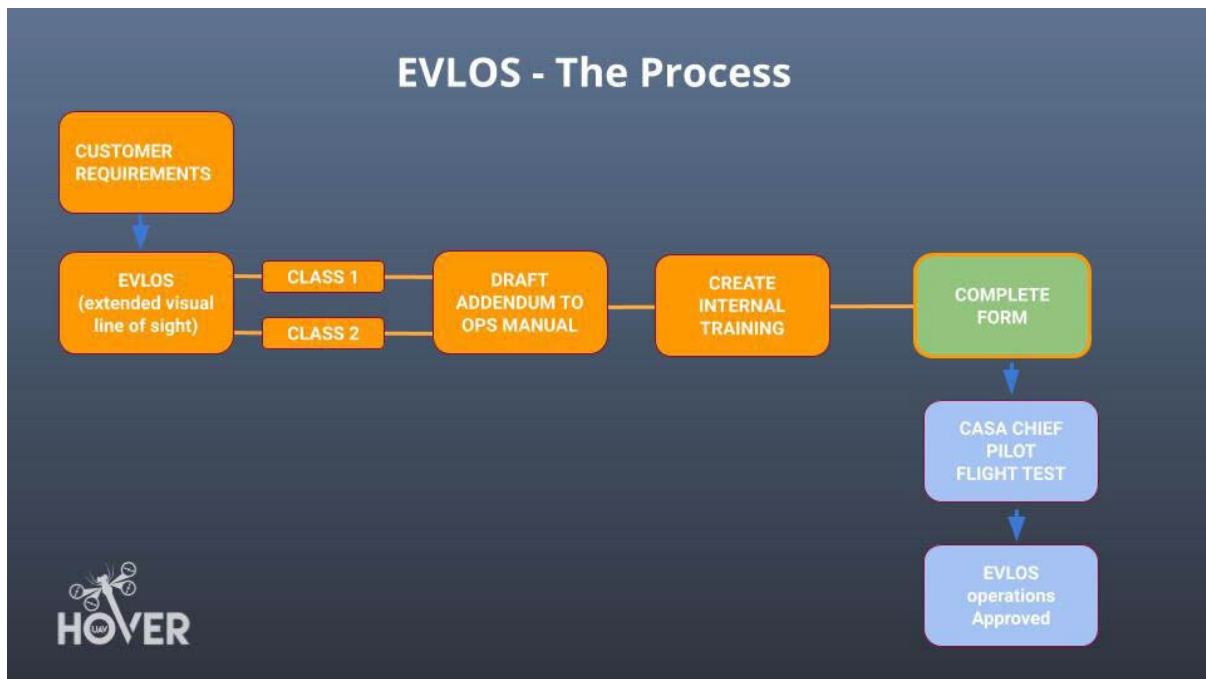 EVLOS - The Process
CUSTOMER
REQUIREMENTS
EVLOS
(extended visual
line of sight)
CLASS 1
CLASS 2
DRAFT
ADDENDUM TO
OPS MANUAL
CREATE
INTERNAL
TRAINING
COMPLETE
FORM
CASA CHIEF
PILOT
FLIGHT TEST
EVLOS
operations
Approved
HOVER
UAV